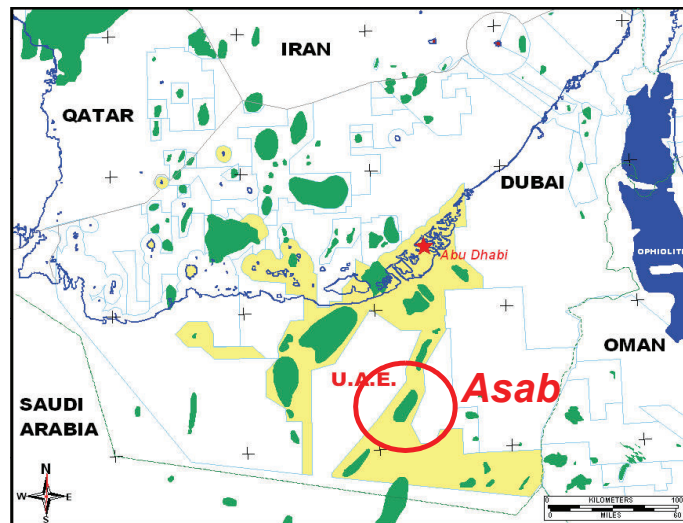 IRAN
QATAR
DUBAI
Abu Dhabi
OPHIOLITE
OMAN
U.A.E.
Asab
SAUDI
ARABIA
N
W
E
S
KILOMETERS
0
100
0
60
MILES